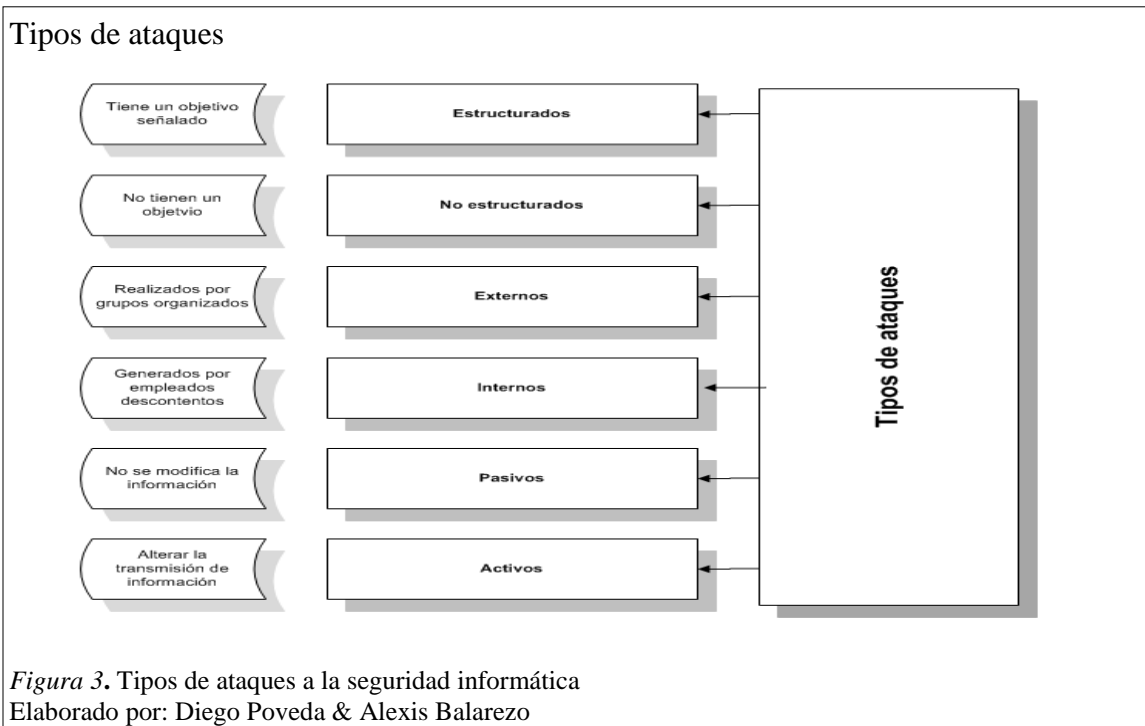 Tipos de ataques
Tiene un objetivo
señalado
Estructurados
No tienen un
objetvio
No estructurados
Realizados por
grupos organizados
Externos
Generados por
empleados
descontentos
Internos
No se modifica la
información
Pasivos
Alterar la
transmisión de
información
Activos
Tipos de ataques
Figura 3. Tipos de ataques a la seguridad informática
Elaborado por: Diego Poveda & Alexis Balarezo